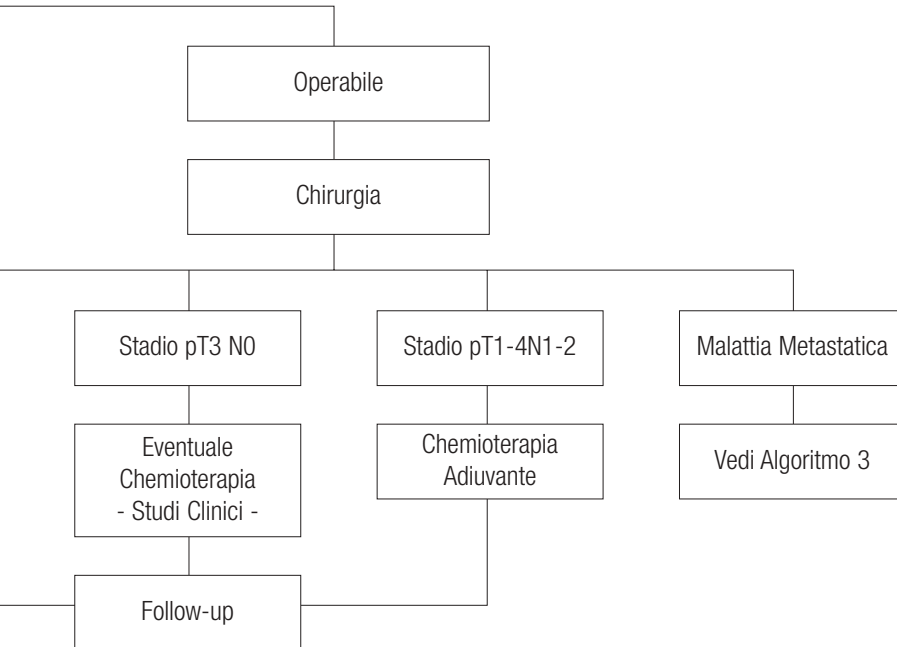 Operabile
Chirurgia
Stadio pT3 N0
Stadio pT1-4N1-2
Malattia Metastatica
Eventuale
Chemioterapia
- Studi Clinici -
Chemioterapia
Adiuvante
Vedi Algoritmo 3
Follow-up